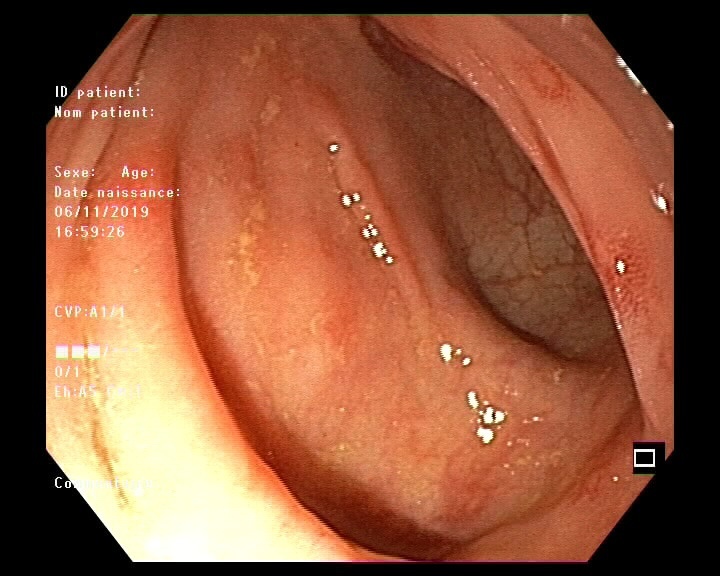 ID patient:
Nom patient:
Sexe: Age:
Date naissance:
06/11/2019
16:59:26
CVP:A1/1
0/1